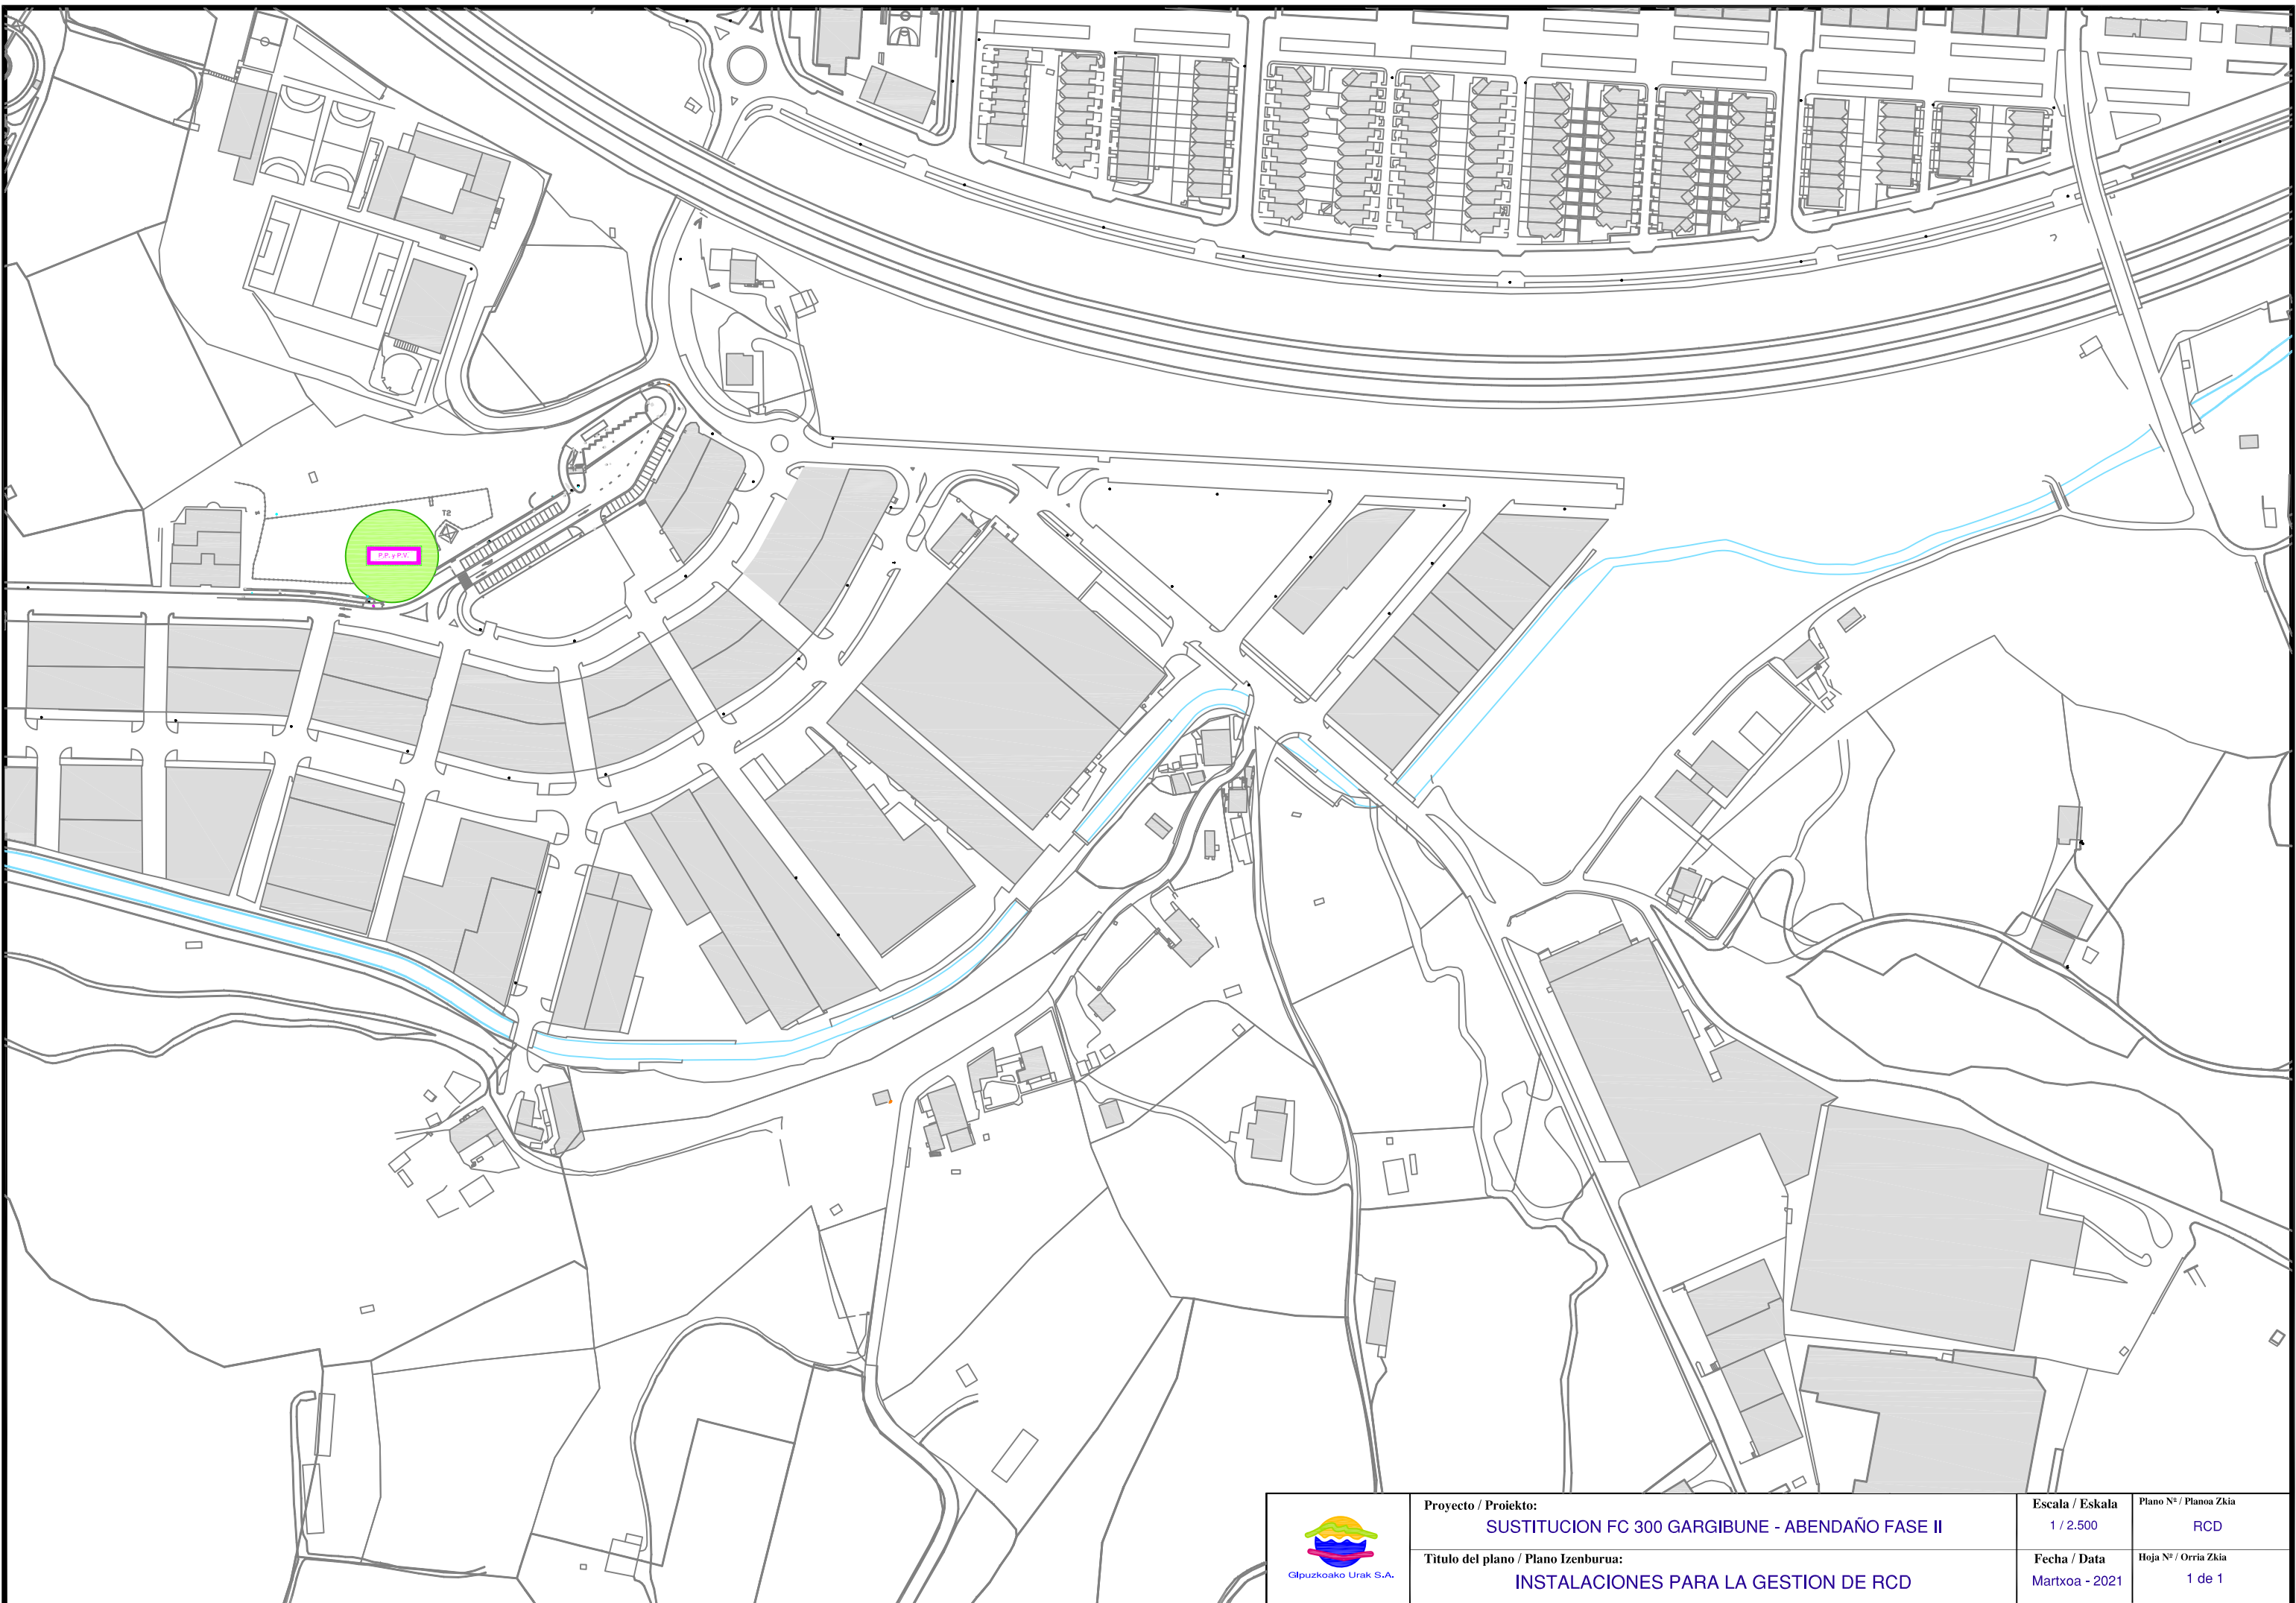 T2
P.P. y P.V.
Proyecto / Proiekto:
SUSTITUCION FC 300 GARGIBUNE - ABENDAÑO FASE II
Escala / Eskala
1 / 2.500
Plano Nº / Planoa Zkia
RCD
Titulo del plano / Plano Izenburua:
INSTALACIONES PARA LA GESTION DE RCD
Fecha / Data
Martxoa - 2021
Hoja Nº / Orria Zkia
1 de 1
Gipuzkoako Urak S.A.